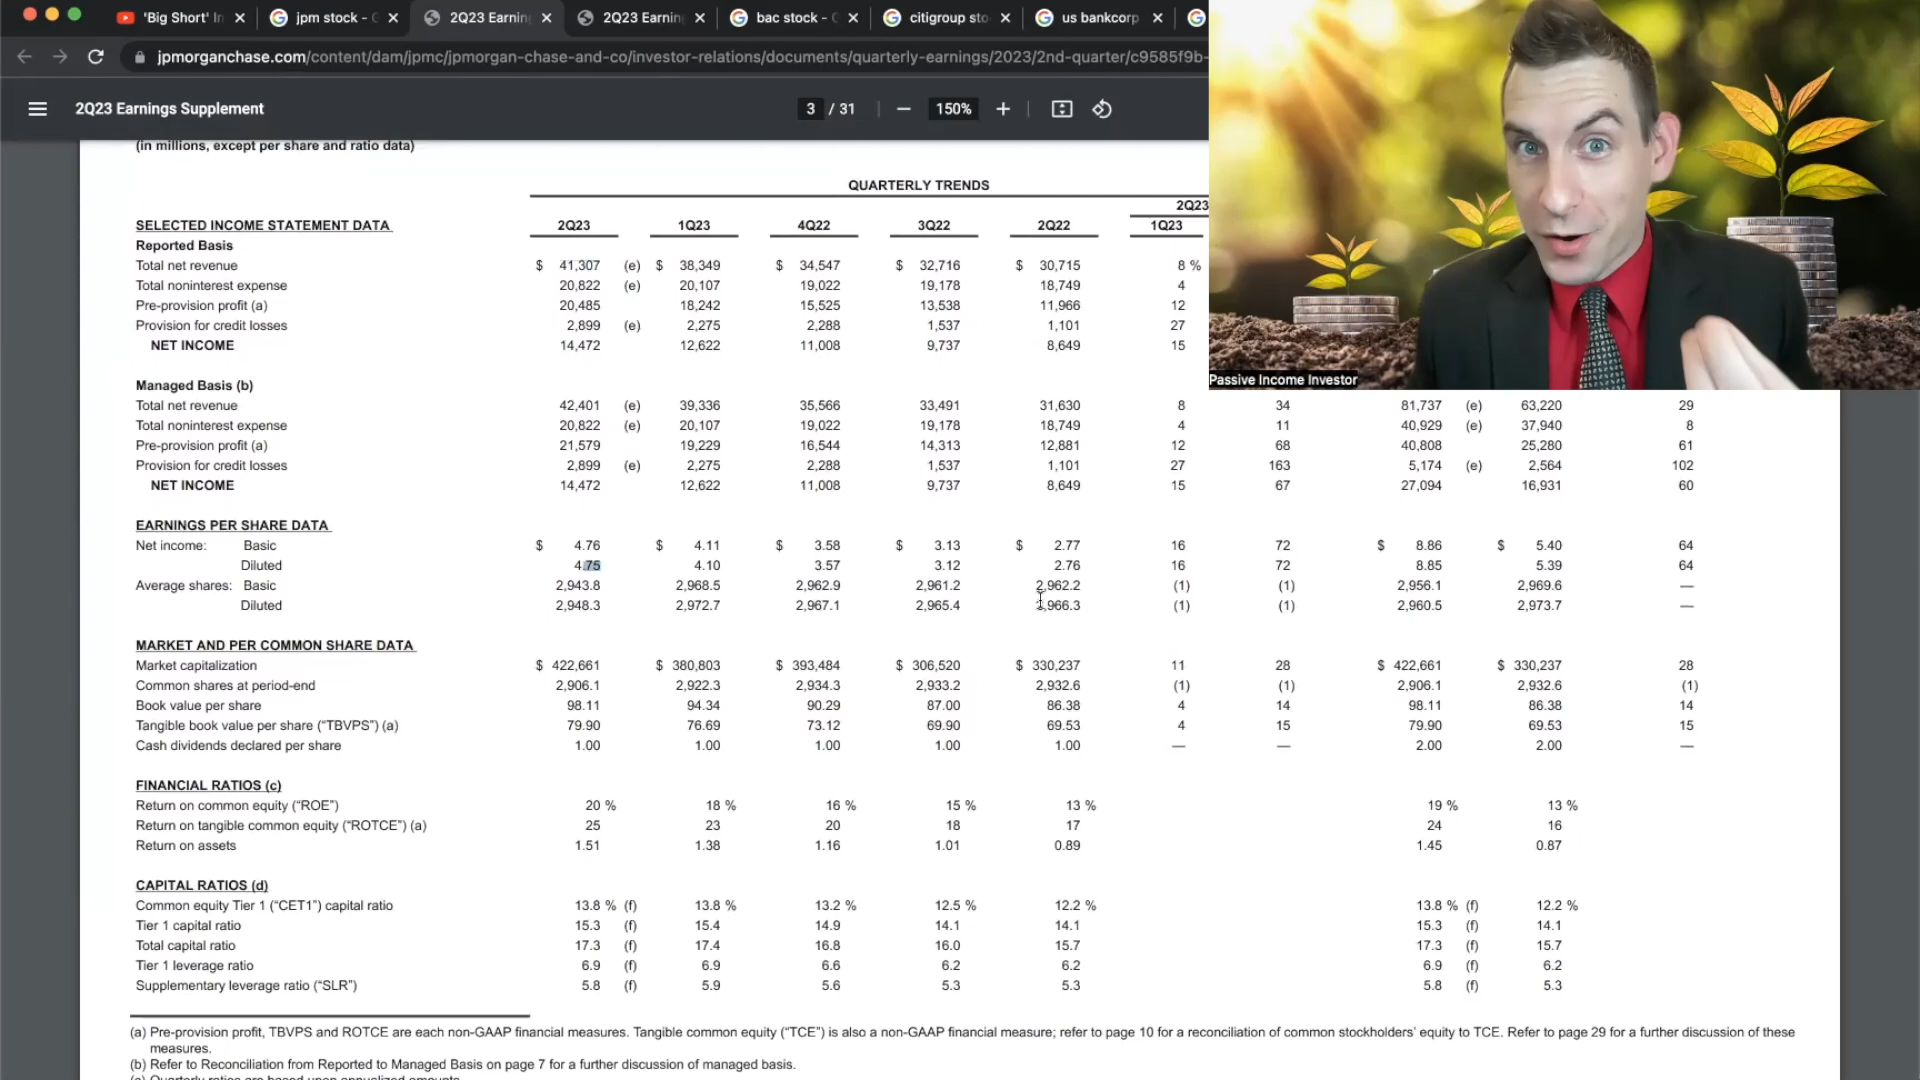 'Big Short' In jpm stock - G 2Q23 Earnin 2Q23 Earnin bac stock - G citigroup sto us bankcorp
jpmorganchase.com/content/dam/jpmc/jpmorgan-chase-and-co/investor-relations/documents/quarterly-earnings/2023/2nd-quarter/c9585f9b-
2Q23 Earnings Supplement 3 / 31 150%
(in millions, except per share and ratio data)
QUARTERLY TRENDS
2Q23
SELECTED INCOME STATEMENT DATA 2Q23 1Q23 4Q22 3Q22 2Q22 1Q23
Reported Basis
Total net revenue $ 41,307 (e) $ 38,349 $ 34,547 $ 32,716 $ 30,715 8 %
Total noninterest expense 20,822 (e) 20,107 19,022 19,178 18,749 4
Pre-provision profit (a) 20,485 18,242 15,525 13,538 11,966 12
Provision for credit losses 2,899 (e) 2,275 2,288 1,537 1,101 27
NET INCOME 14,472 12,622 11,008 9,737 8,649 15
Passive Income Investor
Managed Basis (b)
Total net revenue 42,401 (e) 39,336 35,566 33,491 31,630 8 34 81,737 (e) 63,220 29
Total noninterest expense 20,822 (e) 20,107 19,022 19,178 18,749 4 11 40,929 (e) 37,940 8
Pre-provision profit (a) 21,579 19,229 16,544 14,313 12,881 12 68 40,808 25,280 61
Provision for credit losses 2,899 (e) 2,275 2,288 1,537 1,101 27 163 5,174 (e) 2,564 102
NET INCOME 14,472 12,622 11,008 9,737 8,649 15 67 27,094 16,931 60
EARNINGS PER SHARE DATA
Net income: Basic $ 4.76 $ 4.11 $ 3.58 $ 3.13 $ 2.77 16 72 $ 8.86 $ 5.40 64
Diluted 4.75 4.10 3.57 3.12 2.76 16 72 8.85 5.39 64
Average shares: Basic 2,943.8 2,968.5 2,962.9 2,961.2 2,962.2 (1) (1) 2,956.1 2,969.6 —
Diluted 2,948.3 2,972.7 2,967.1 2,965.4 2,966.3 (1) (1) 2,960.5 2,973.7 —
MARKET AND PER COMMON SHARE DATA
Market capitalization $ 422,661 $ 380,803 $ 393,484 $ 306,520 $ 330,237 11 28 $ 422,661 $ 330,237 28
Common shares at period-end 2,906.1 2,922.3 2,934.3 2,933.2 2,932.6 (1) (1) 2,906.1 2,932.6 (1)
Book value per share 98.11 94.34 90.29 87.00 86.38 4 14 98.11 86.38 14
Tangible book value per share (“TBVPS”) (a) 79.90 76.69 73.12 69.90 69.53 4 15 79.90 69.53 15
Cash dividends declared per share 1.00 1.00 1.00 1.00 1.00 — — 2.00 2.00 —
FINANCIAL RATIOS (c)
Return on common equity (“ROE”) 20 % 18 % 16 % 15 % 13 % 19 % 13 %
Return on tangible common equity (“ROTCE”) (a) 25 23 20 18 17 24 16
Return on assets 1.51 1.38 1.16 1.01 0.89 1.45 0.87
CAPITAL RATIOS (d)
Common equity Tier 1 (“CET1”) capital ratio 13.8 % (f) 13.8 % 13.2 % 12.5 % 12.2 % 13.8 % (f) 12.2 %
Tier 1 capital ratio 15.3 (f) 15.4 14.9 14.1 14.1 15.3 (f) 14.1
Total capital ratio 17.3 (f) 17.4 16.8 16.0 15.7 17.3 (f) 15.7
Tier 1 leverage ratio 6.9 (f) 6.9 6.6 6.2 6.2 6.9 (f) 6.2
Supplementary leverage ratio (“SLR”) 5.8 (f) 5.9 5.6 5.3 5.3 5.8 (f) 5.3
(a) Pre-provision profit, TBVPS and ROTCE are each non-GAAP financial measures. Tangible common equity (“TCE”) is also a non-GAAP financial measure; refer to page 10 for a reconciliation of common stockholders’ equity to TCE. Refer to page 29 for a further discussion of these
measures.
(b) Refer to Reconciliation from Reported to Managed Basis on page 7 for a further discussion of managed basis.
(c) Quarterly ratios are based upon annualized amounts.